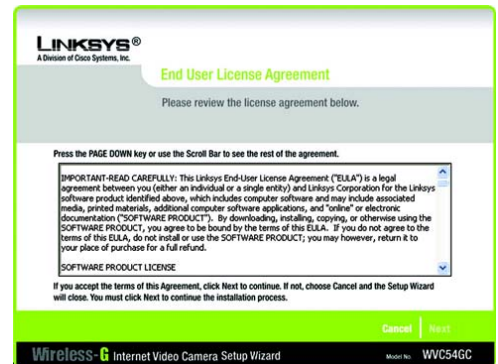 LINKSYS®
A Division of Cisco Systems, Inc.
End User License Agreement
Please review the license agreement below.
Press the PAGE DOWN key or use the Scroll Bar to see the rest of the agreement.
IMPORTANT-READ CAREFULLY: This Linksys End-User License Agreement ("EULA") is a legal
agreement between you (either an individual or a single entity) and Linksys Corporation for the Linksys
software product identified above, which includes computer software and may include associated
media, printed materials, additional computer software applications, and "online" or electronic
documentation ("SOFTWARE PRODUCT"). By downloading, installing, copying, or otherwise using the
SOFTWARE PRODUCT, you agree to be bound by the terms of this EULA. If you do not agree to the
terms of this EULA, do not install or use the SOFTWARE PRODUCT; you may however, return it to
your place of purchase for a full refund.
SOFTWARE PRODUCT LICENSE
If you accept the terms of this Agreement, click Next to continue. If not, choose Cancel and the Setup Wizard
will close. You must click Next to continue the installation process.
Cancel Next
Wireless-G Internet Video Camera Setup Wizard Model No. WVC54GC